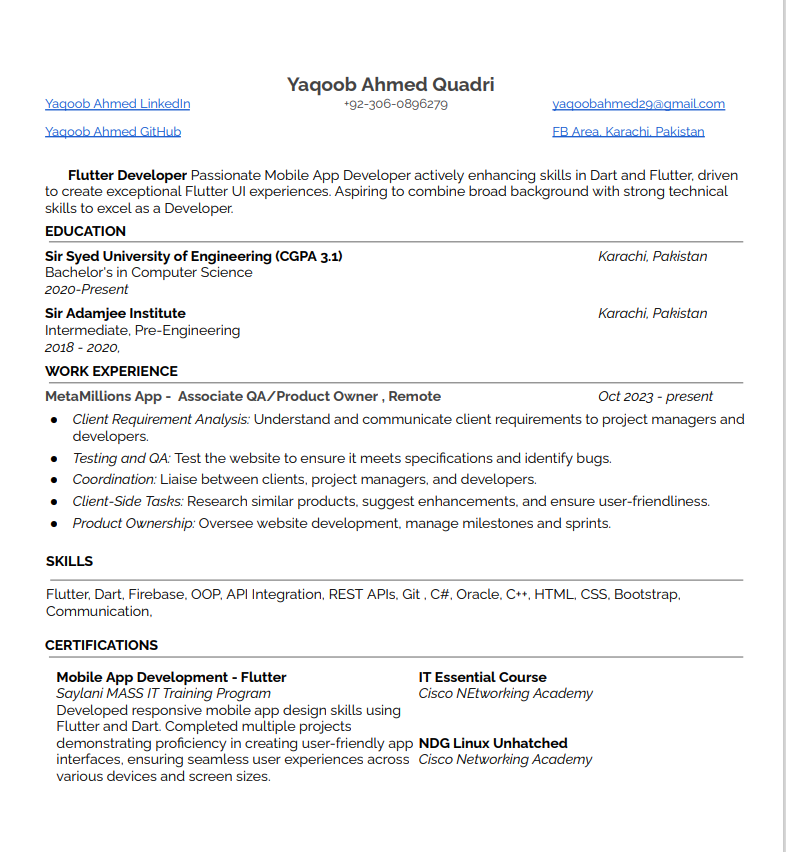 Yaqoob Ahmed Quadri
Yaqoob Ahmed LinkedIn +92-306-0896279 yaqoobahmed29@gmail.com
Yaqoob Ahmed GitHub FB Area, Karachi, Pakistan
Flutter Developer Passionate Mobile App Developer actively enhancing skills in Dart and Flutter, driven
to create exceptional Flutter UI experiences. Aspiring to combine broad background with strong technical
skills to excel as a Developer.
EDUCATION
Sir Syed University of Engineering (CGPA 3.1) Karachi, Pakistan
Bachelor's in Computer Science
2020-Present
Sir Adamjee Institute Karachi, Pakistan
Intermediate, Pre-Engineering
2018 - 2020,
WORK EXPERIENCE
MetaMillions App - Associate QA/Product Owner , Remote Oct 2023 - present
● Client Requirement Analysis: Understand and communicate client requirements to project managers and
developers.
● Testing and QA: Test the website to ensure it meets specifications and identify bugs.
● Coordination: Liaise between clients, project managers, and developers.
● Client-Side Tasks: Research similar products, suggest enhancements, and ensure user-friendliness.
● Product Ownership: Oversee website development, manage milestones and sprints.
SKILLS
Flutter, Dart, Firebase, OOP, API Integration, REST APIs, Git , C#, Oracle, C++, HTML, CSS, Bootstrap,
Communication,
CERTIFICATIONS
Mobile App Development - Flutter
Saylani MASS IT Training Program
Developed responsive mobile app design skills using
Flutter and Dart. Completed multiple projects
demonstrating proficiency in creating user-friendly app
interfaces, ensuring seamless user experiences across
various devices and screen sizes.
IT Essential Course
Cisco NEtworking Academy
NDG Linux Unhatched
Cisco Networking Academy